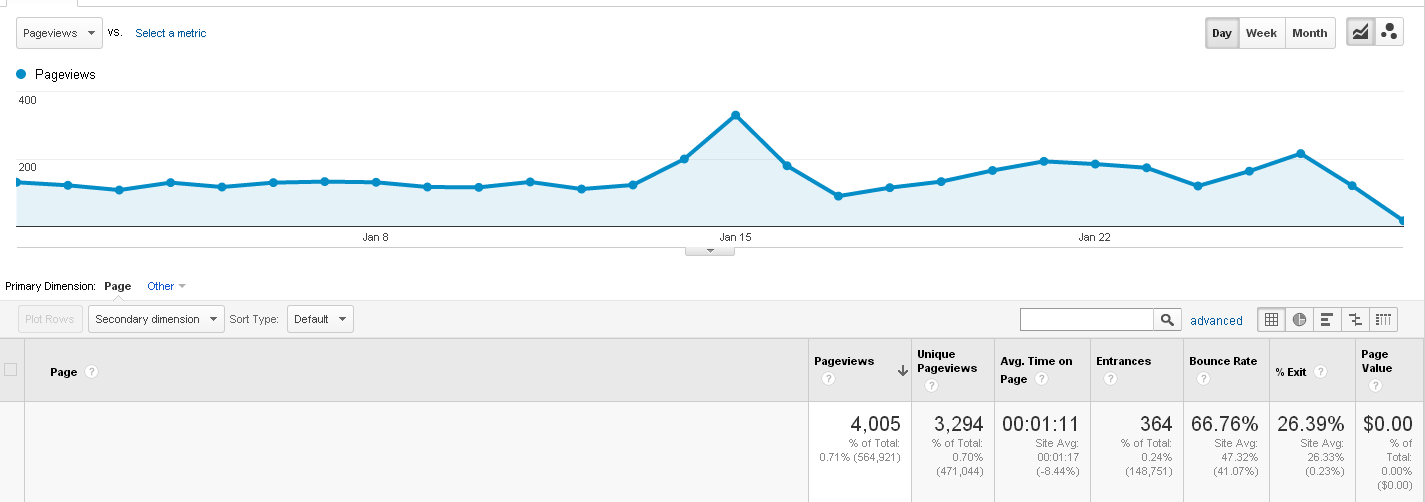 Pageviews vs. Select a metric Day Week Month
Pageviews
400
200
Jan 8 Jan 15 Jan 22
Primary Dimension: Page Other
Plot Rows Secondary dimension Sort Type: Default advanced
Page ? Pageviews ? Unique Pageviews ? Avg. Time on Page ? Entrances ? Bounce Rate ? % Exit ? Page Value ?
4,005 3,294 00:01:11 364 66.76% 26.39% $0.00
% of Total: % of Total: Site Avg: % of Total: Site Avg: Site Avg: % of
0.71% (564,921) 0.70% 00:01:17 0.24% 47.32% 26.33% Total:
(471,044) (-8.44%) (148,751) (41.07%) (0.23%) 0.00%
($0.00)